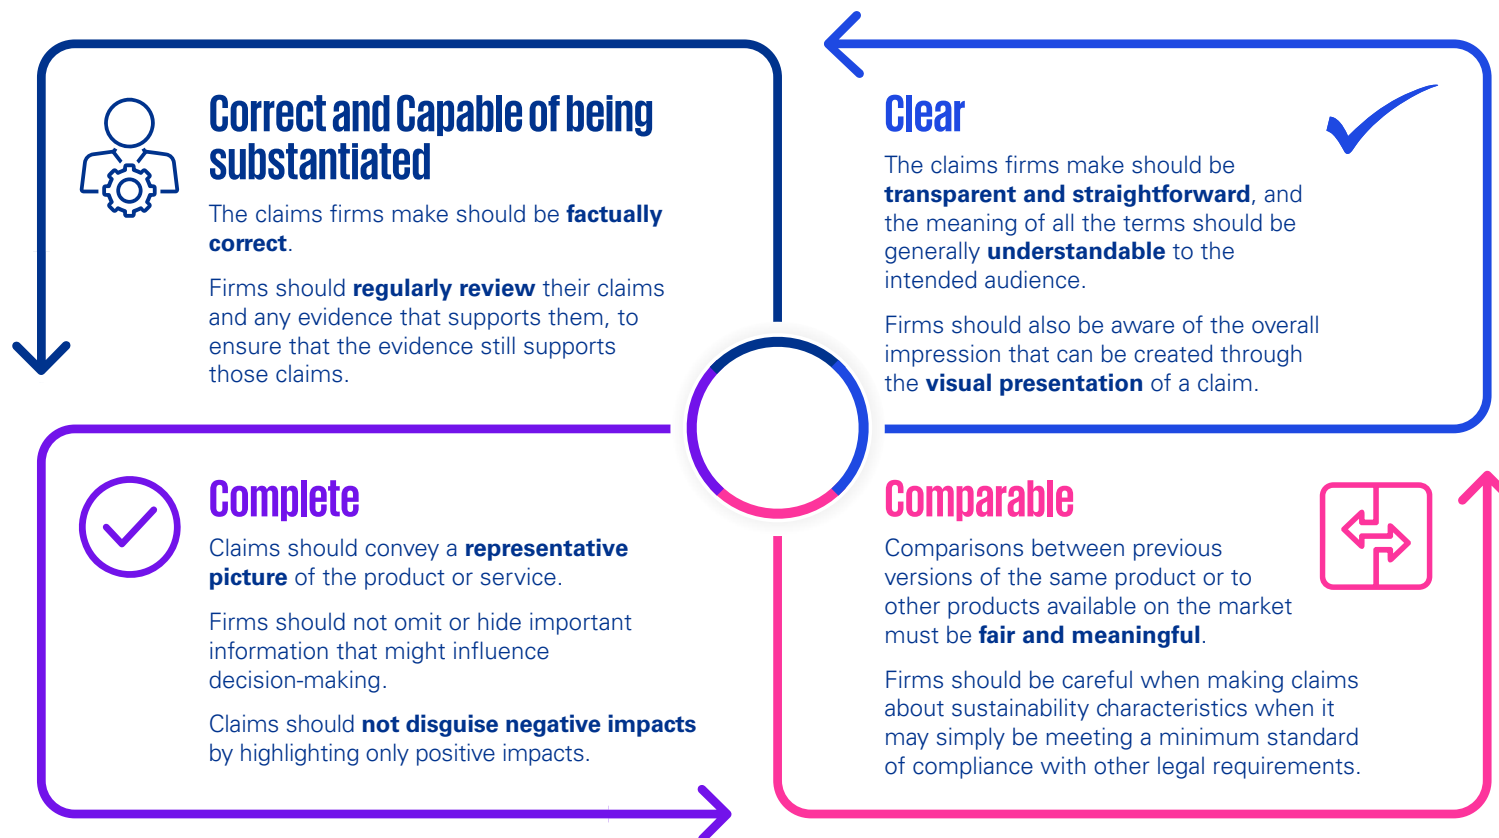 Correct and Capable of being
substantiated
The claims firms make should be factually
correct.
Firms should regularly review their claims
and any evidence that supports them, to
ensure that the evidence still supports
those claims.
Clear
The claims firms make should be
transparent and straightforward, and
the meaning of all the terms should be
generally understandable to the
intended audience.
Firms should also be aware of the overall
impression that can be created through
the visual presentation of a claim.
Complete
Claims should convey a representative
picture of the product or service.
Firms should not omit or hide important
information that might influence
decision-making.
Claims should not disguise negative impacts
by highlighting only positive impacts.
Comparable
Comparisons between previous
versions of the same product or to
other products available on the market
must be fair and meaningful.
Firms should be careful when making claims
about sustainability characteristics when it
may simply be meeting a minimum standard
of compliance with other legal requirements.